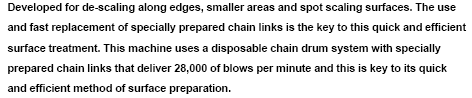 Developed for de-scaling along edges, smaller areas and spot scaling surfaces. The use
and fast replacement of specially prepared chain links is the key to this quick and efficient
surface treatment. This machine uses a disposable chain drum system with specially
prepared chain links that deliver 28,000 of blows per minute and this is key to its quick
and efficient method of surface preparation.